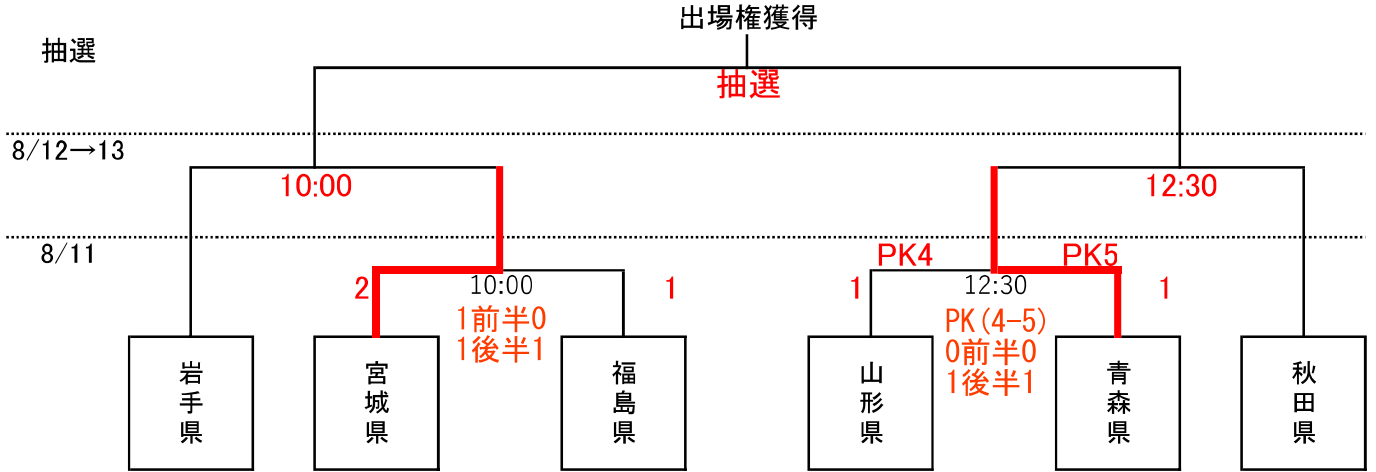 出場権獲得
抽選
抽選
8/12→13
10:00
12:30
8/11
PK4
PK5
2
10:00
1
1
12:30
1
1前半0
1後半1
PK(4-5)
0前半0
1後半1
岩手県
宮城県
福島県
山形県
青森県
秋田県